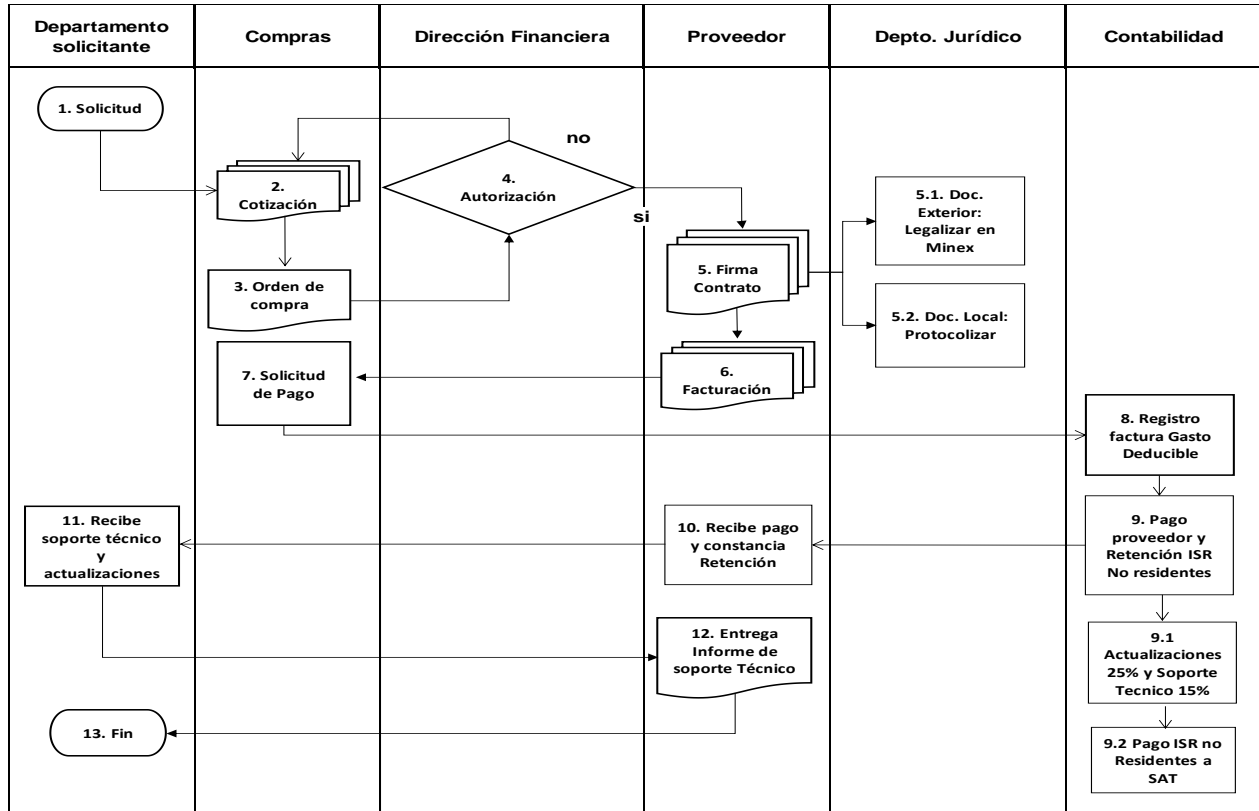 Departamento
solicitante
Compras
Dirección Financiera
Proveedor
Depto. Jurídico
Contabilidad
1. Solicitud
no
2.
Cotización
4.
Autorización
si
5.1. Doc.
Exterior:
Legalizar en
Minex
3. Orden de
compra
5. Firma
Contrato
5.2. Doc. Local:
Protocolizar
7. Solicitud
de Pago
6.
Facturación
8. Registro
factura Gasto
Deducible
11. Recibe
soporte técnico
y
actualizaciones
10. Recibe pago
y constancia
Retención
9. Pago
proveedor y
Retención ISR
No residentes
12. Entrega
Informe de
soporte Técnico
9.1
Actualizaciones
25% y Soporte
Tecnico 15%
13. Fin
9.2 Pago ISR no
Residentes a
SAT